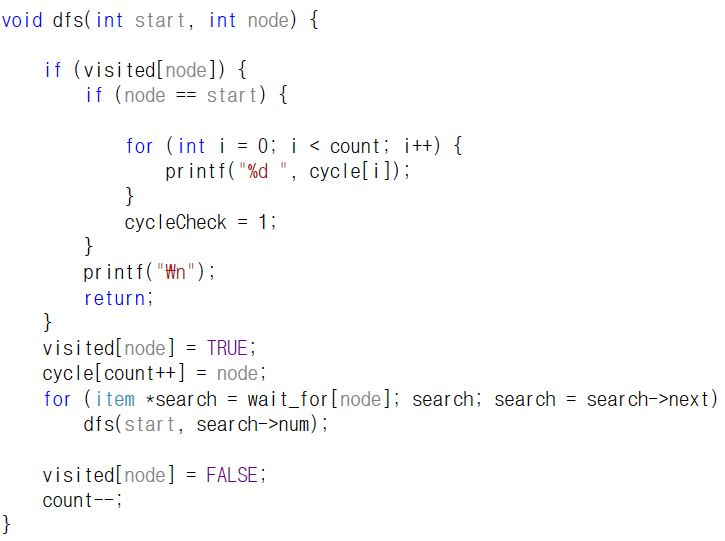 void dfs(int start, int node) {
if (visited[node]) {
if (node == start) {
for (int i = 0; i < count; i++) {
printf("%d ", cycle[i]);
}
cycleCheck = 1;
}
printf("₩n");
return;
}
visited[node] = TRUE;
cycle[count++] = node;
for (item *search = wait_for[node]; search; search = search->next)
dfs(start, search->num);
visited[node] = FALSE;
count--;
}